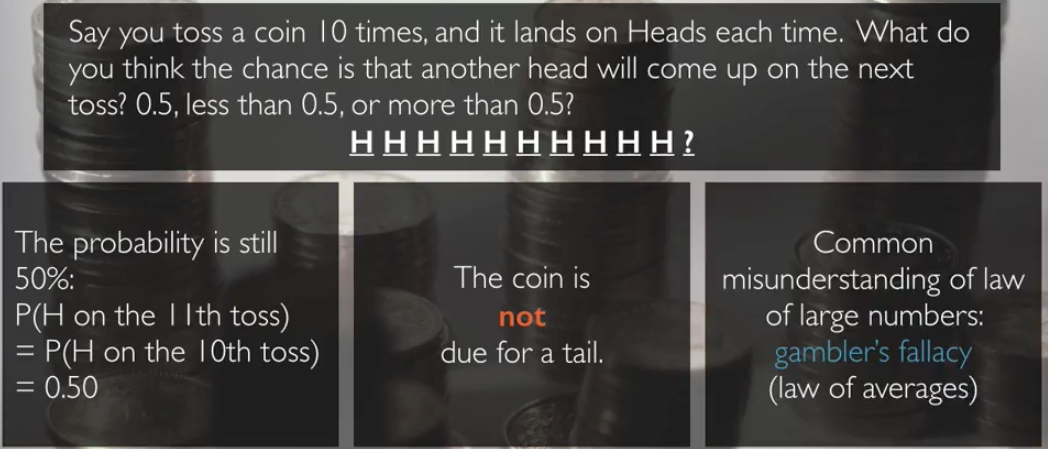 Say you toss a coin 10 times, and it lands on Heads each time. What do
you think the chance is that another head will come up on the next
toss? 0.5, less than 0.5, or more than 0.5?
H H H H H H H H H H ?
The probability is still
50%:
P(H on the 11th toss)
= P(H on the 10th toss)
= 0.50
The coin is
not
due for a tail.
Common
misunderstanding of law
of large numbers:
gambler's fallacy
(law of averages)